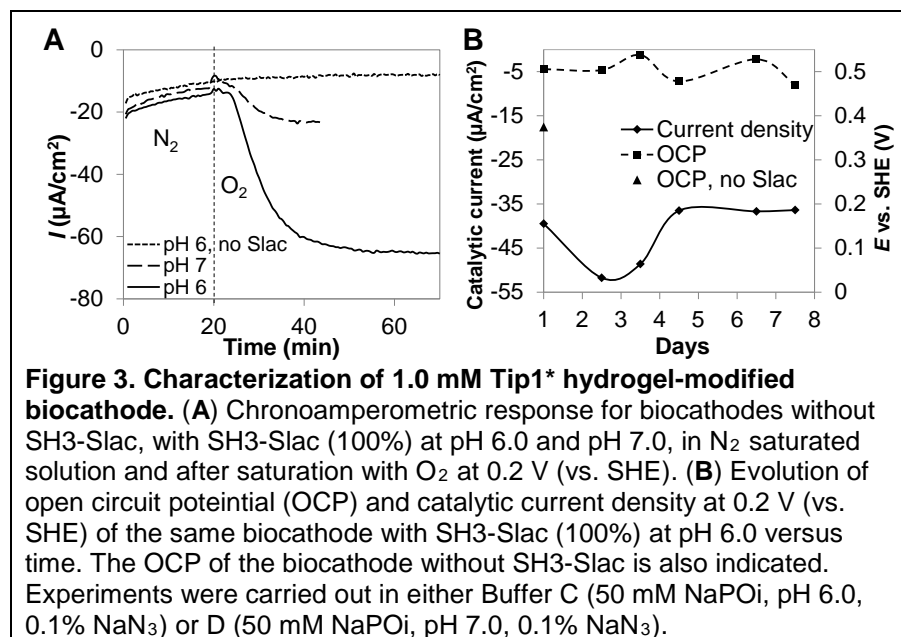 A
B
0
-20
-40
-60
-80
I (µA/cm²)
N₂
O₂
pH 6, no Slac
pH 7
pH 6
0 20 40 60
Time (min)
-5
-15
-25
-35
-45
-55
Catalytic current (µA/cm²)
Current density
OCP
OCP, no Slac
0.5
0.4
0.3
0.2
0.1
0
E vs. SHE (V)
1 2 3 4 5 6 7 8
Days
Figure 3. Characterization of 1.0 mM Tip1* hydrogel-modified
biocathode. (A) Chronoamperometric response for biocathodes without
SH3-Slac, with SH3-Slac (100%) at pH 6.0 and pH 7.0, in N₂ saturated
solution and after saturation with O₂ at 0.2 V (vs. SHE). (B) Evolution of
open circuit poteintial (OCP) and catalytic current density at 0.2 V (vs.
SHE) of the same biocathode with SH3-Slac (100%) at pH 6.0 versus
time. The OCP of the biocathode without SH3-Slac is also indicated.
Experiments were carried out in either Buffer C (50 mM NaPOi, pH 6.0,
0.1% NaN₃) or D (50 mM NaPOi, pH 7.0, 0.1% NaN₃).